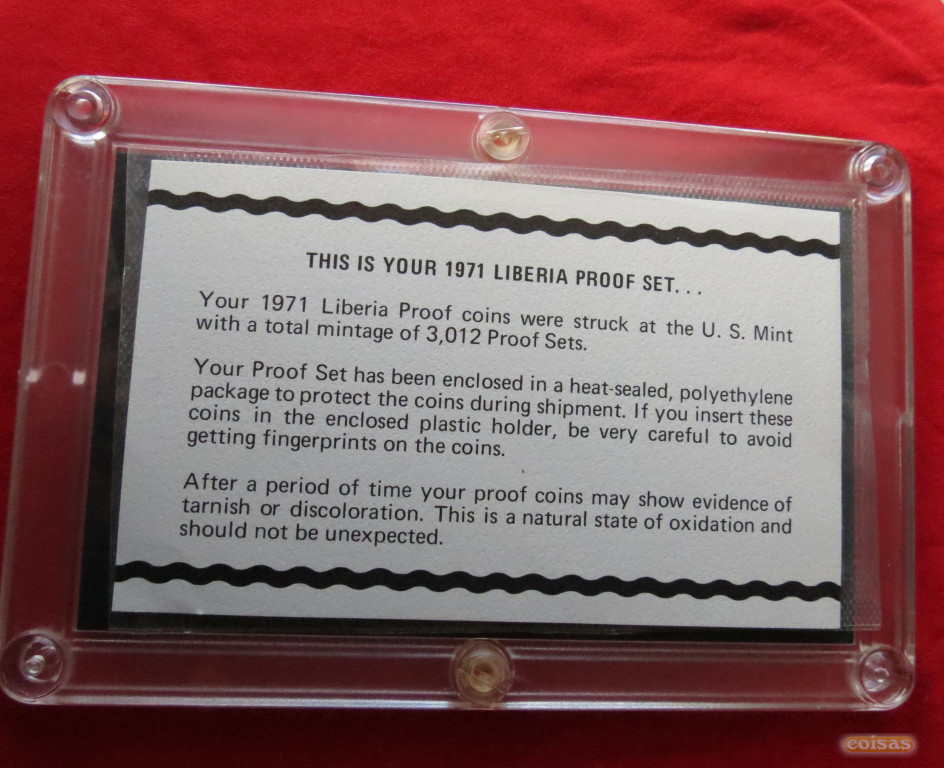 THIS IS YOUR 1971 LIBERIA PROOF SET. . .
Your 1971 Liberia Proof coins were struck at the U. S. Mint
with a total mintage of 3,012 Proof Sets.
Your Proof Set has been enclosed in a heat-sealed, polyethylene
package to protect the coins during shipment. If you insert these
coins in the enclosed plastic holder, be very careful to avoid
getting fingerprints on the coins.
After a period of time your proof coins may show evidence of
tarnish or discoloration. This is a natural state of oxidation and
should not be unexpected.
coisas